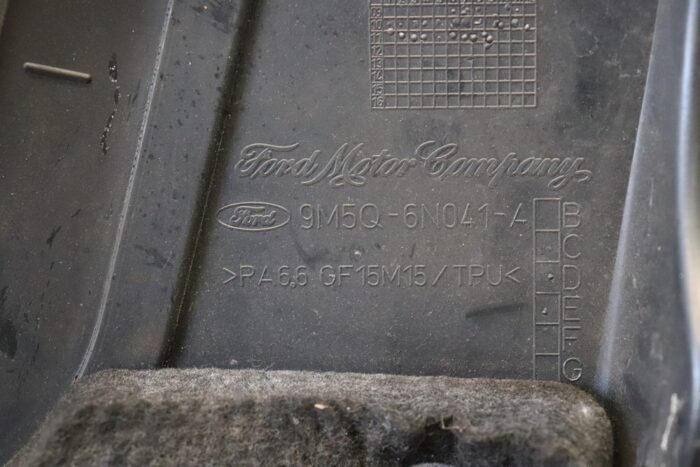 Ford Motor Company
Ford 9M5Q-6N041-A
>PA6,6 GF15M15/TPU<
B
C
D
E
F
G